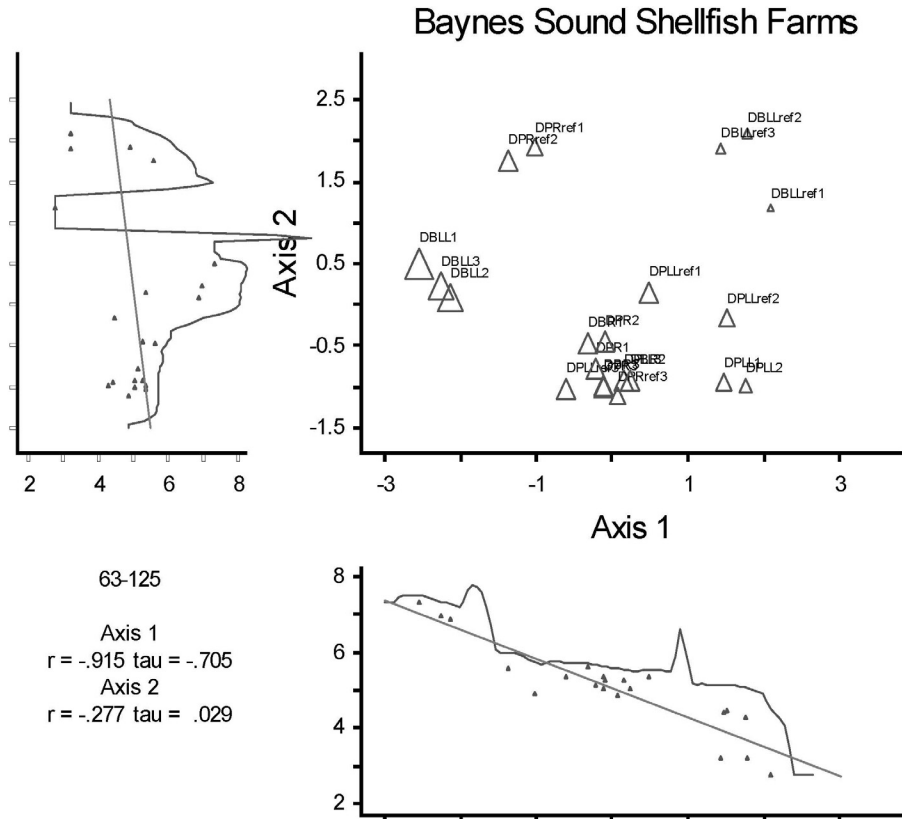 Baynes Sound Shellfish Farms
2.5
1.5
0.5
-0.5
-1.5
Axis 2
DBLLref2
DBLLref3
DPRref1
DPRref2
DBLLref1
DBLL1
DBLL3
DBLL2
DPLLref1
DPLLref2
DBR1
DPR2
DPR1
DPLLref3
DPRref3
DPLL1
DPLL2
2 4 6 8
-3 -1 1 3
Axis 1
63-125
Axis 1
r = -.915 tau = -.705
Axis 2
r = -.277 tau = .029
8
6
4
2